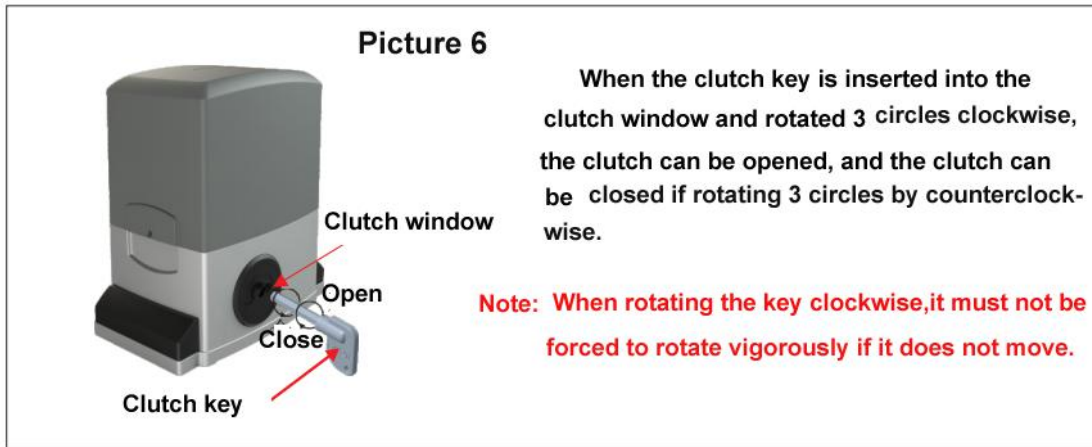 Picture 6
When the clutch key is inserted into the
clutch window and rotated 3 circles clockwise,
the clutch can be opened, and the clutch can
be closed if rotating 3 circles by counterclock-
wise.
Clutch window
Open
Close
Clutch key
Note: When rotating the key clockwise,it must not be
forced to rotate vigorously if it does not move.